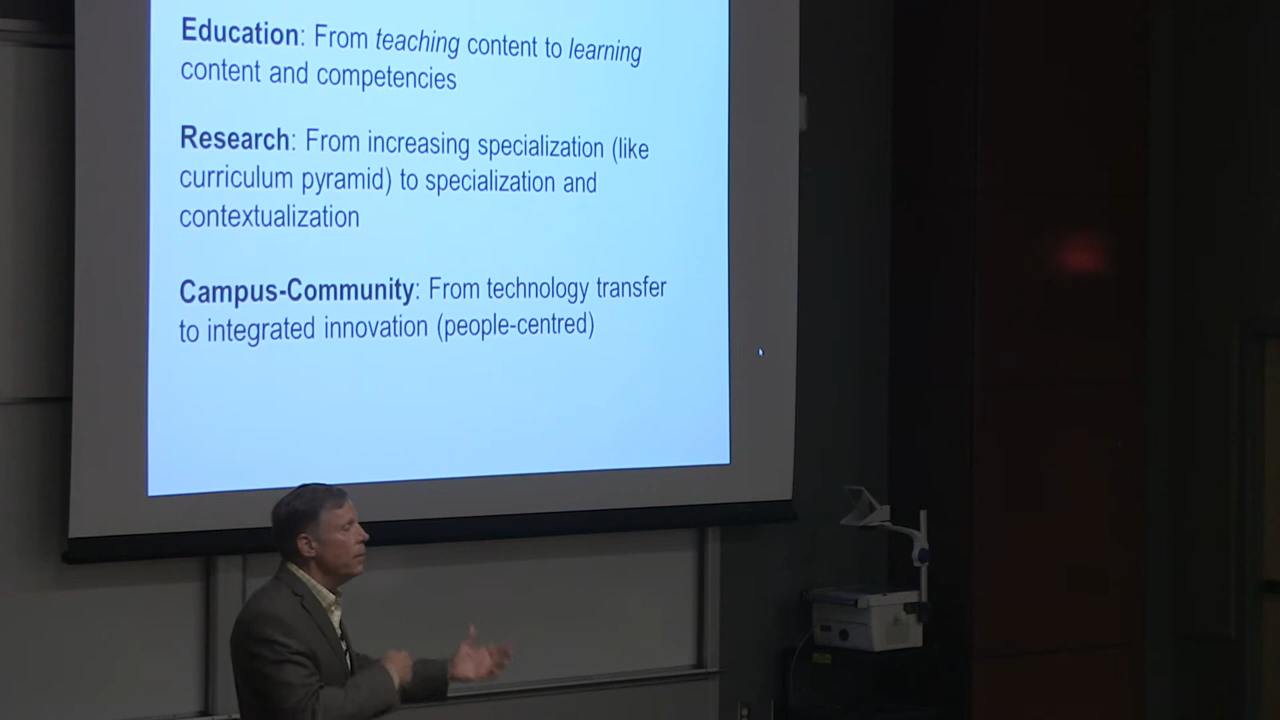 Education: From teaching content to learning
content and competencies
Research: From increasing specialization (like
curriculum pyramid) to specialization and
contextualization
Campus-Community: From technology transfer
to integrated innovation (people-centred)